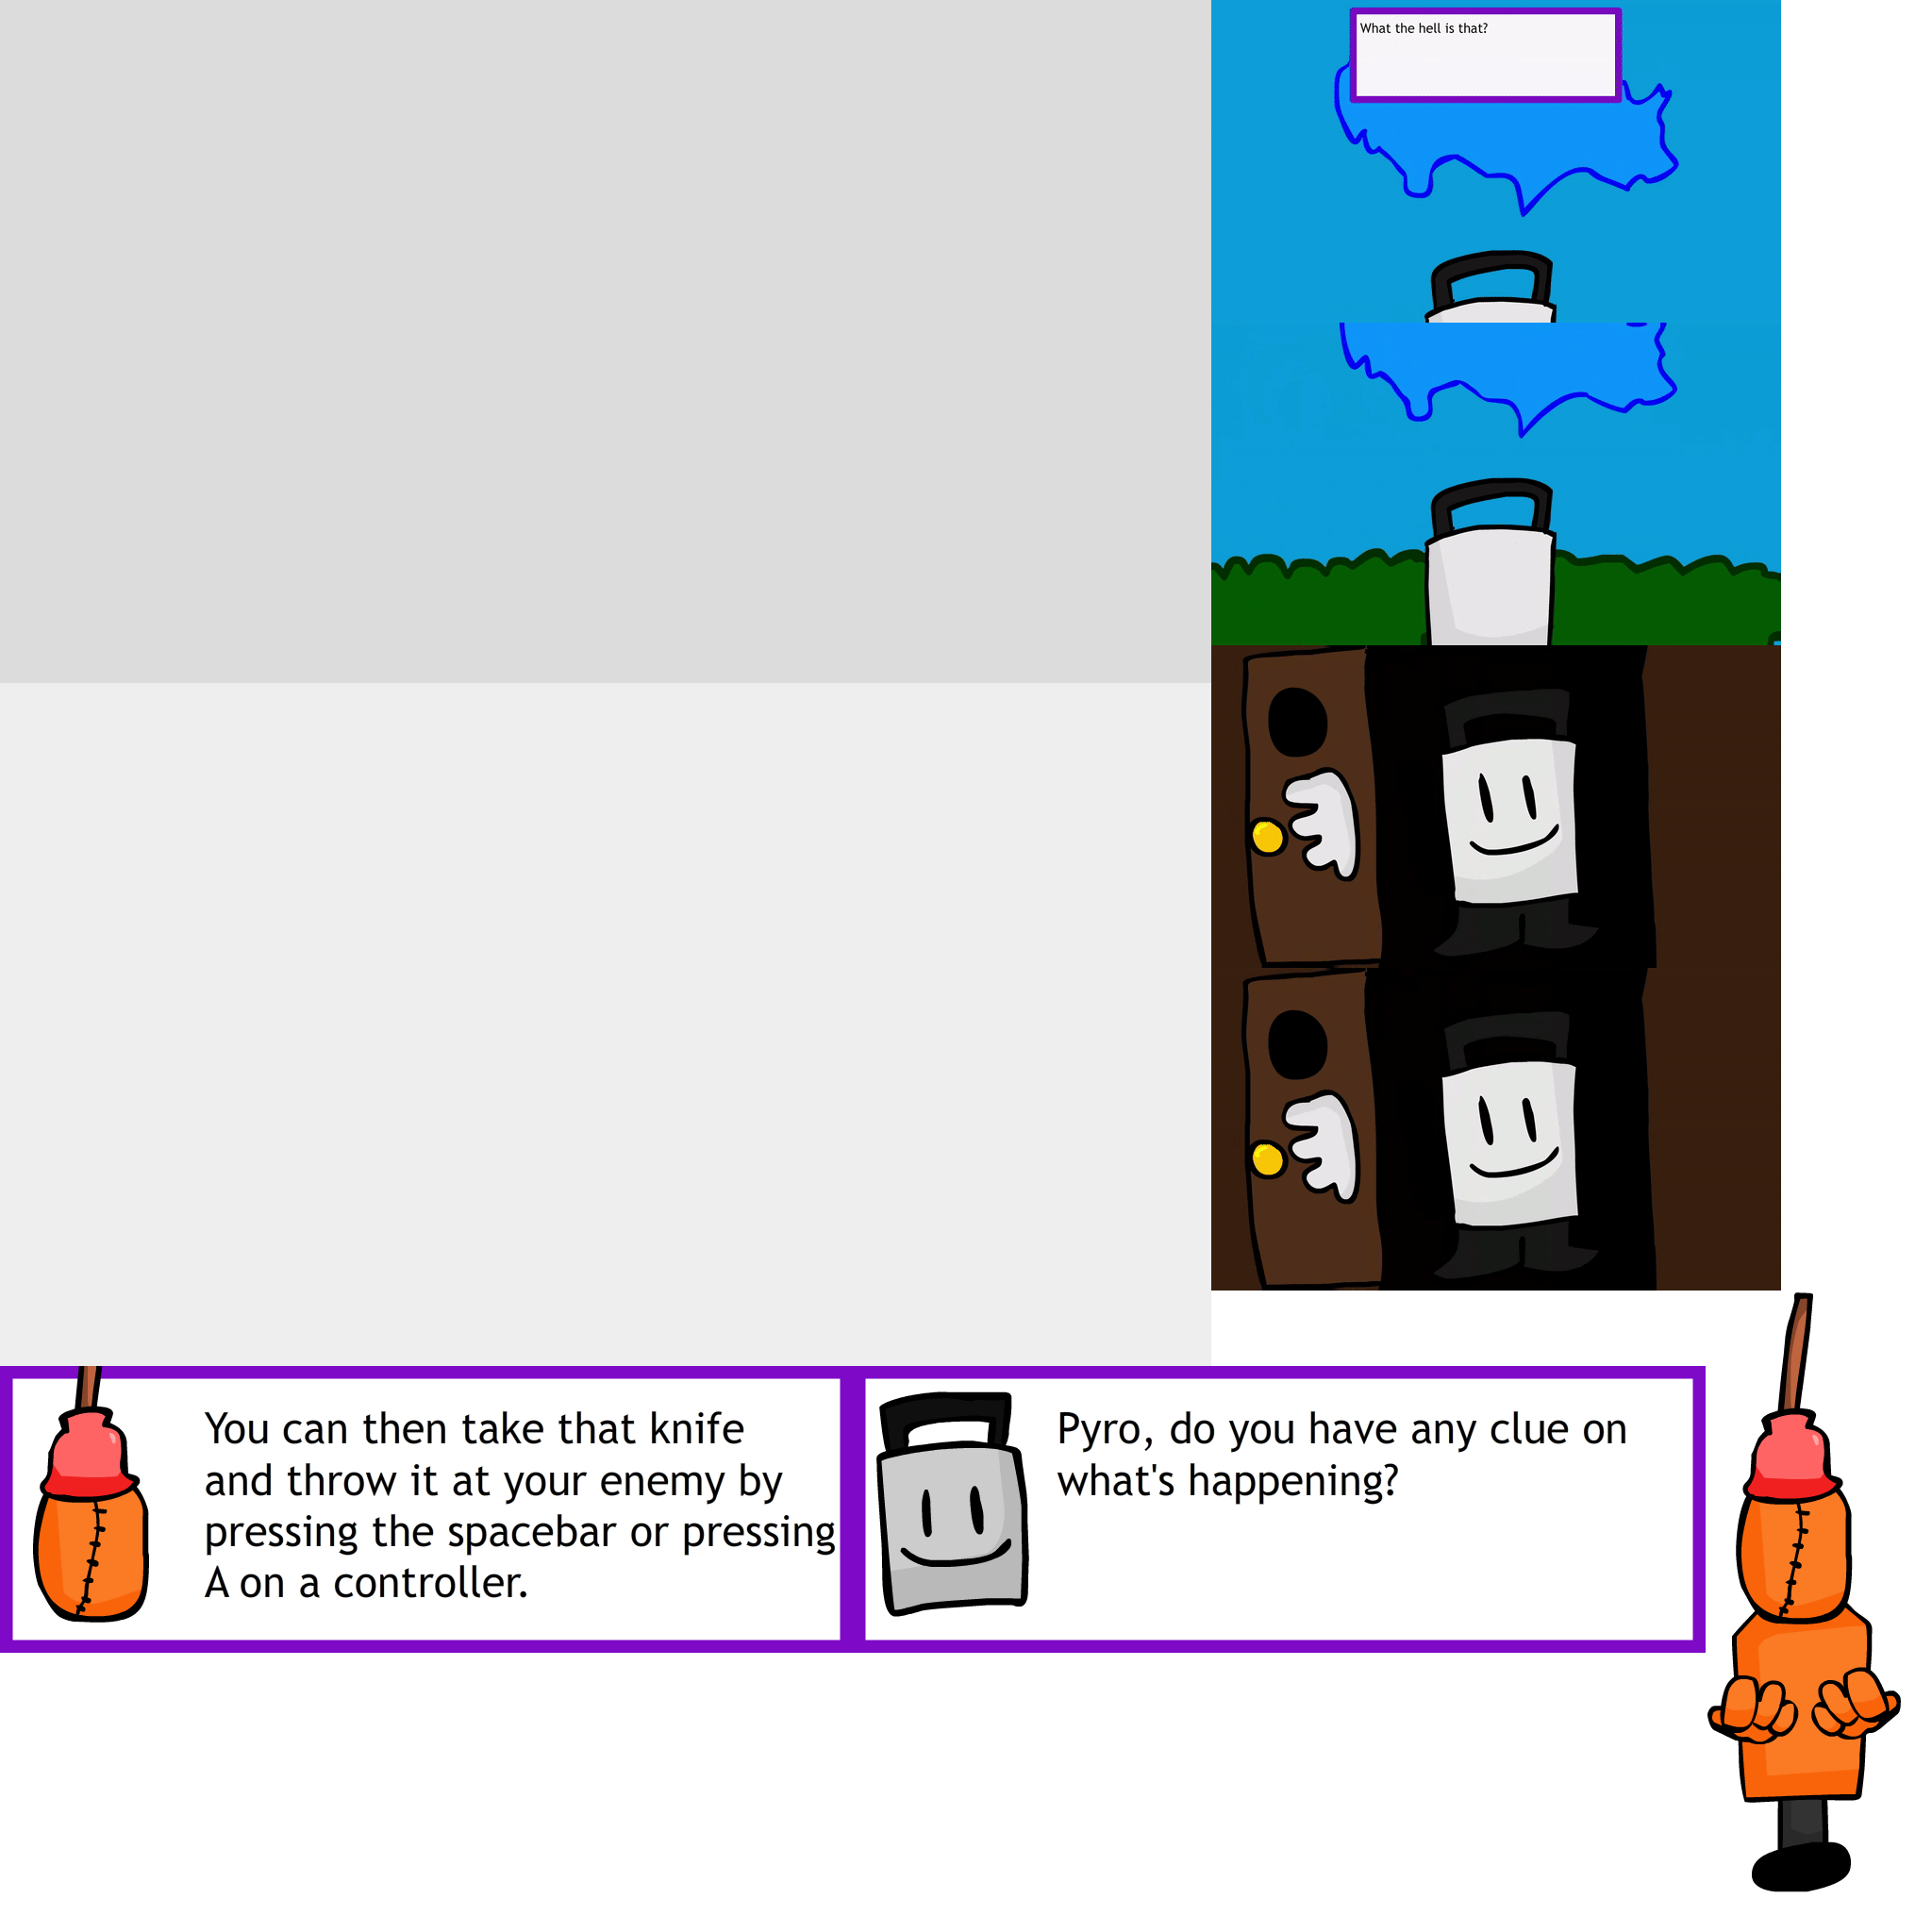 What the hell is that?
You can then take that knife
and throw it at your enemy by
pressing the spacebar or pressing
A on a controller.
Pyro, do you have any clue on
what's happening?